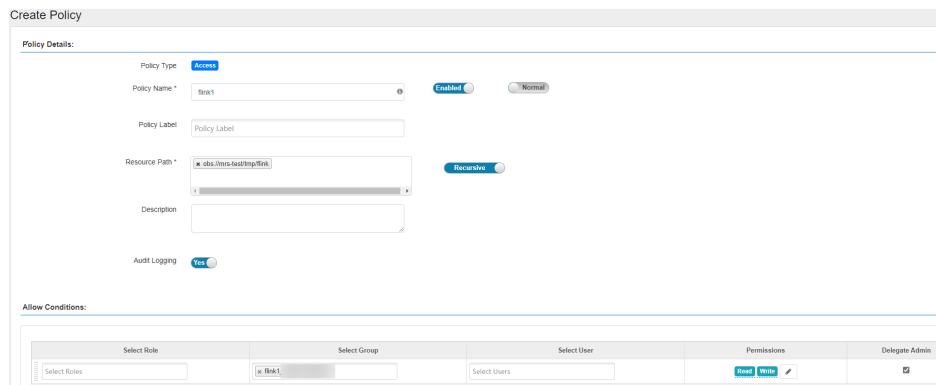 Create Policy
Policy Details:
Policy Type Access
Policy Name * flink1 Enabled Normal
Policy Label Policy Label
Resource Path * × obs://mrs-test/tmp/flink Recursive
Description
Audit Logging Yes
Allow Conditions:
Select Role Select Group Select User Permissions Delegate Admin
Select Roles × flink1_ Select Users Read Write